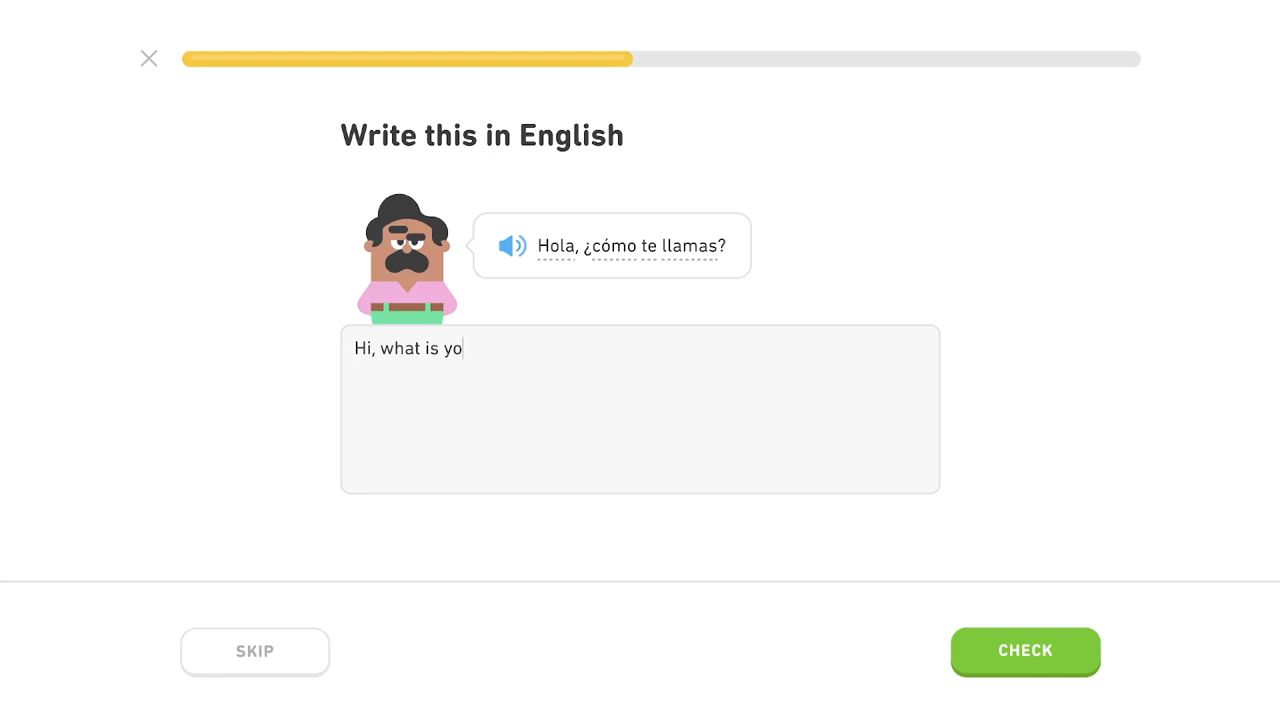 Write this in English
Hola, ¿cómo te llamas?
Hi, what is yo
SKIP
CHECK